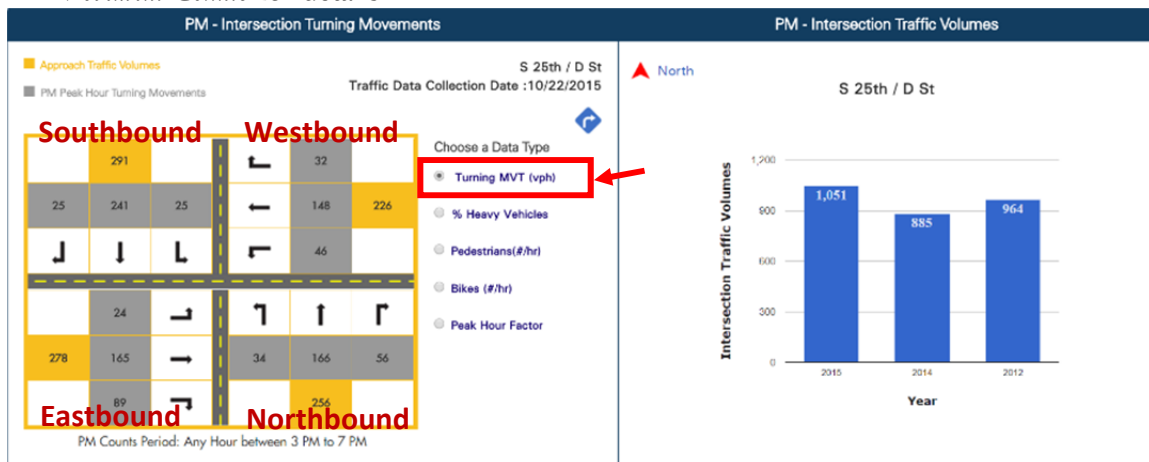 PM - Intersection Turning Movements
Approach Traffic Volumes
PM Peak Hour Turning Movements
S 25th / D St
Traffic Data Collection Date :10/22/2015
Southbound
Westbound
291
32
25
241
25
148
226
46
24
278
165
34
166
56
89
256
Eastbound
Northbound
PM Counts Period: Any Hour between 3 PM to 7 PM
Choose a Data Type
Turning MVT (vph)
% Heavy Vehicles
Pedestrians(#/hr)
Bikes (#/hr)
Peak Hour Factor
PM - Intersection Traffic Volumes
North
S 25th / D St
Intersection Traffic Volumes
1,200
900
600
300
0
1,051
885
964
2015
2014
2012
Year